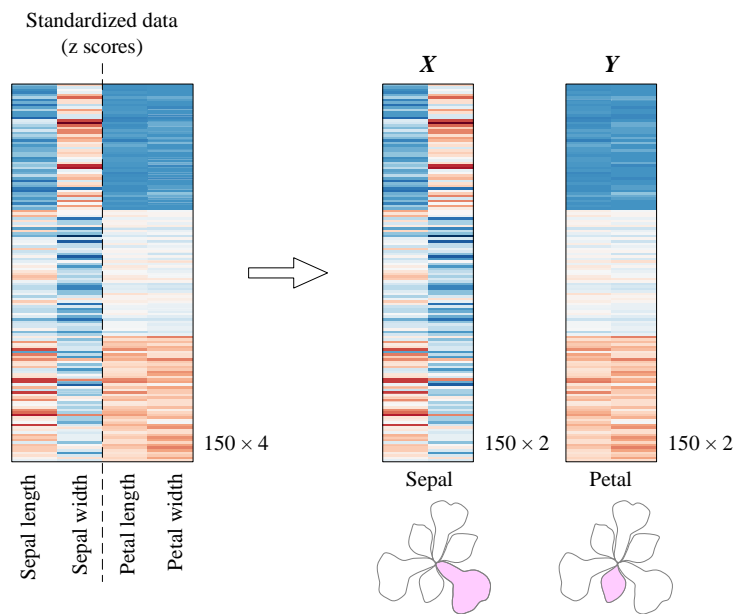 Standardized data
(z scores)
X
Y
150 × 4
150 × 2
150 × 2
Sepal length
Sepal width
Petal length
Petal width
Sepal
Petal